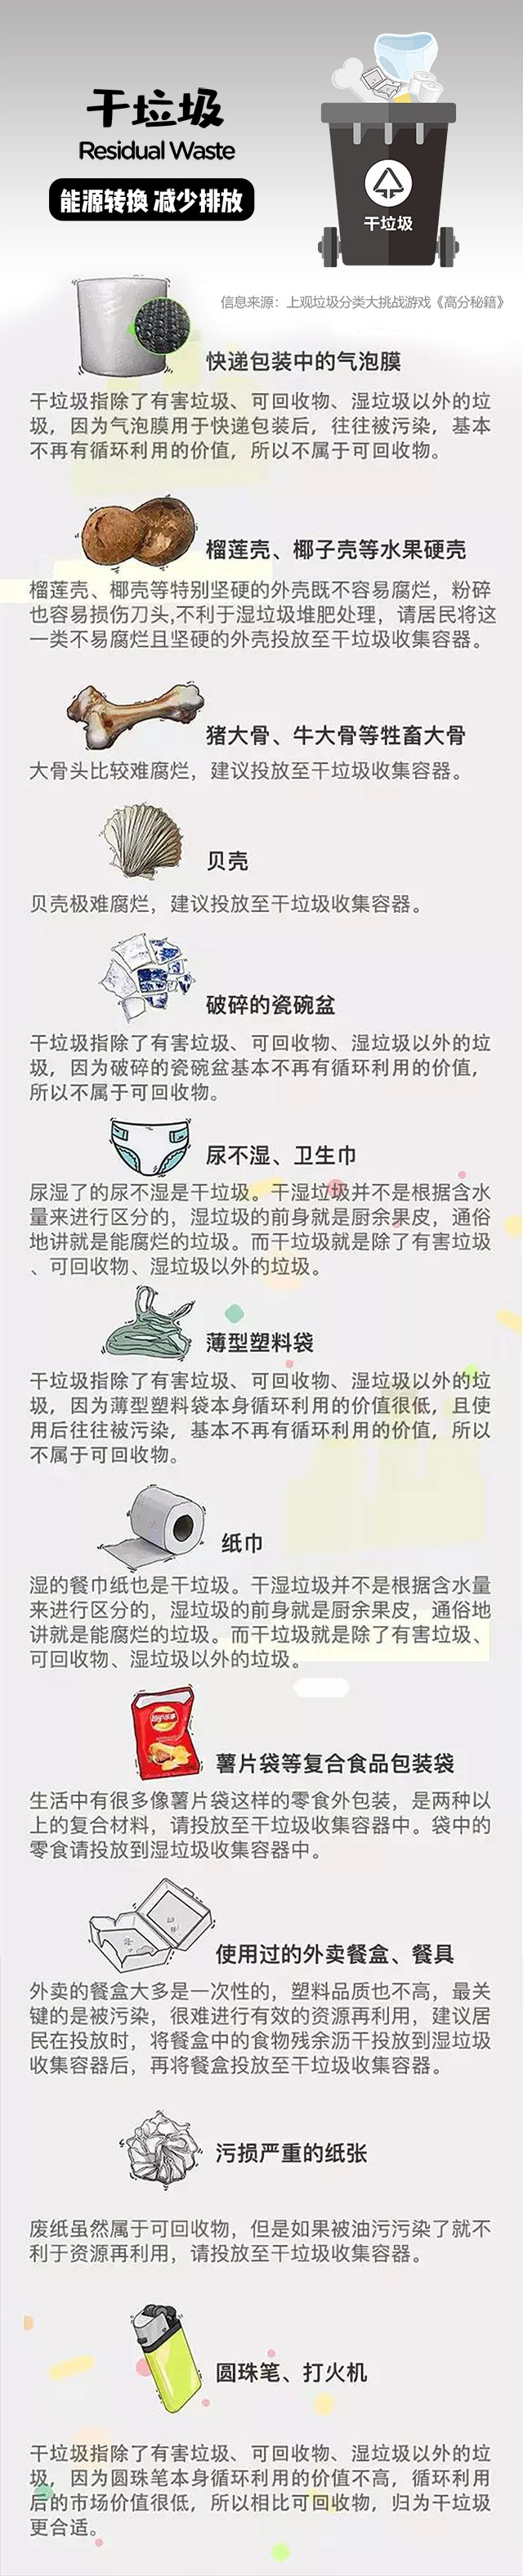 干垃圾
Residual Waste
能源转换 减少排放
干垃圾
信息来源：上观垃圾分类大挑战游戏《高分秘籍》
快递包装中的气泡膜
干垃圾指除了有害垃圾、可回收物、湿垃圾以外的垃
圾，因为气泡膜用于快递包装后，往往被污染，基本
不再有循环利用的价值，所以不属于可回收物。
榴莲壳、椰子壳等水果硬壳
榴莲壳、椰壳等特别坚硬的外壳既不容易腐烂，粉碎
也容易损伤刀头,不利于湿垃圾堆肥处理，请居民将这
一类不易腐烂且坚硬的外壳投放至干垃圾收集容器。
猪大骨、牛大骨等牲畜大骨
大骨头比较难腐烂，建议投放至干垃圾收集容器。
贝壳
贝壳极难腐烂，建议投放至干垃圾收集容器。
破碎的瓷碗盆
干垃圾指除了有害垃圾、可回收物、湿垃圾以外的垃
圾，因为破碎的瓷碗盆基本不再有循环利用的价值，
所以不属于可回收物。
尿不湿、卫生巾
尿湿了的尿不湿是干垃圾。干湿垃圾并不是根据含水
量来进行区分的，湿垃圾的前身就是厨余果皮，通俗
地讲就是能腐烂的垃圾。而干垃圾就是除了有害垃圾
、可回收物、湿垃圾以外的垃圾。
薄型塑料袋
干垃圾指除了有害垃圾、可回收物、湿垃圾以外的垃
圾，因为薄型塑料袋本身循环利用的价值很低，且使
用后往往被污染，基本不再有循环利用的价值，所以
不属于可回收物。
纸巾
湿的餐巾纸也是干垃圾。干湿垃圾并不是根据含水量
来进行区分的，湿垃圾的前身就是厨余果皮，通俗地
讲就是能腐烂的垃圾。而干垃圾就是除了有害垃圾、
可回收物、湿垃圾以外的垃圾。
薯片袋等复合食品包装袋
生活中有很多像薯片袋这样的零食外包装，是两种以
上的复合材料，请投放至干垃圾收集容器中。袋中的
零食请投放到湿垃圾收集容器中。
使用过的外卖餐盒、餐具
外卖的餐盒大多是一次性的，塑料品质也不高，最关
键的是被污染，很难进行有效的资源再利用，建议居
民在投放时，将餐盒中的食物残余沥干投放到湿垃圾
收集容器后，再将餐盒投放至干垃圾收集容器。
污损严重的纸张
废纸虽然属于可回收物，但是如果被油污污染了就不
利于资源再利用，请投放至干垃圾收集容器。
圆珠笔、打火机
干垃圾指除了有害垃圾、可回收物、湿垃圾以外的垃
圾，因为圆珠笔本身循环利用的价值不高，循环利用
后的市场价值很低，所以相比可回收物，归为干垃圾
更合适。